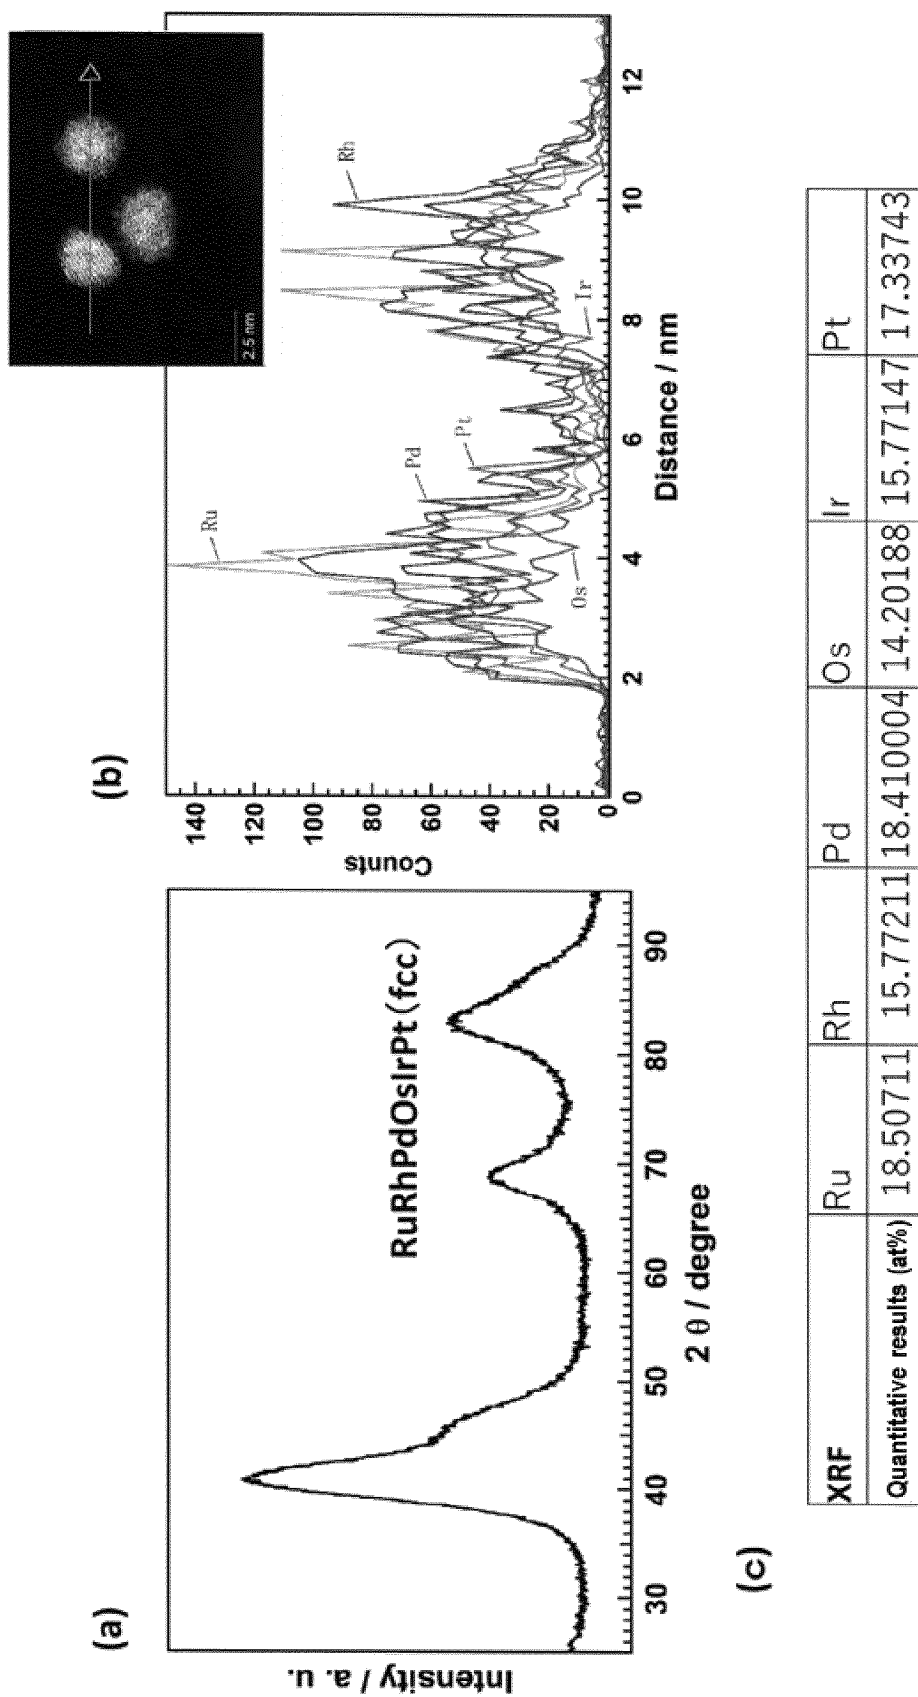 (a)
Intensity / a. u.
RuRhPdOsIrPt(fcc)
30 40 50 60 70 80 90
2 θ / degree
(b)
Counts
140
120
100
80
60
40
20
0
Ru
Pd
Pt
Os
Ir
Rh
2.5 nm
0 2 4 6 8 10 12
Distance / nm
(c)
XRF Ru Rh Pd Os Ir Pt
Quantitative results (at%) 18.50711 15.77211 18.410004 14.20188 15.77147 17.33743